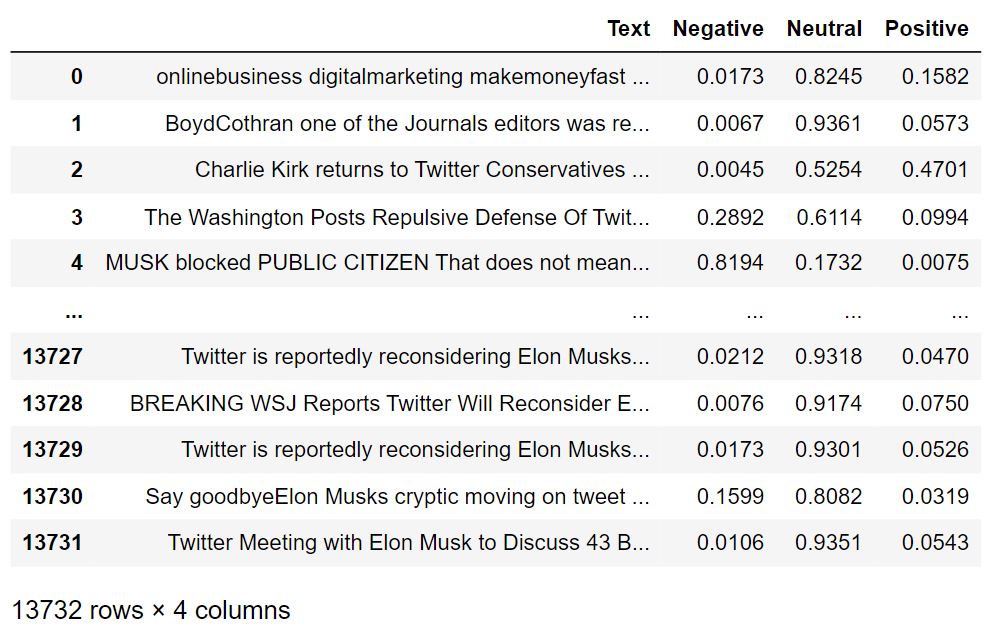 Text Negative Neutral Positive
0 onlinebusiness digitalmarketing makemoneyfast ... 0.0173 0.8245 0.1582
1 BoydCothran one of the Journals editors was re... 0.0067 0.9361 0.0573
2 Charlie Kirk returns to Twitter Conservatives ... 0.0045 0.5254 0.4701
3 The Washington Posts Repulsive Defense Of Twit... 0.2892 0.6114 0.0994
4 MUSK blocked PUBLIC CITIZEN That does not mean... 0.8194 0.1732 0.0075
... ... ... ... ...
13727 Twitter is reportedly reconsidering Elon Musks... 0.0212 0.9318 0.0470
13728 BREAKING WSJ Reports Twitter Will Reconsider E... 0.0076 0.9174 0.0750
13729 Twitter is reportedly reconsidering Elon Musks... 0.0173 0.9301 0.0526
13730 Say goodbyeElon Musks cryptic moving on tweet ... 0.1599 0.8082 0.0319
13731 Twitter Meeting with Elon Musk to Discuss 43 B... 0.0106 0.9351 0.0543
13732 rows × 4 columns